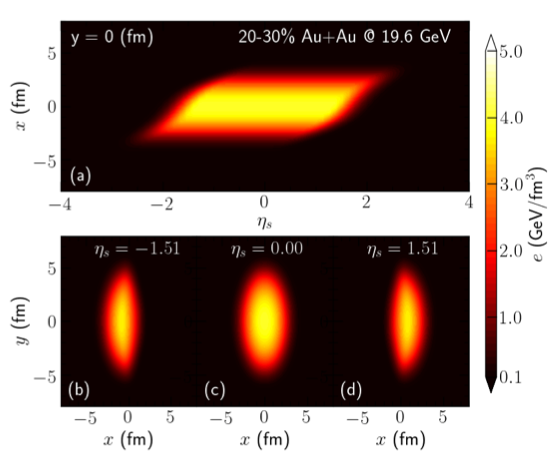 y = 0 (fm) 20-30% Au+Au @ 19.6 GeV
5
0
−5
x (fm)
(a)
−4 −2 0 2 4
ηs
5.0
4.0
3.0
2.0
1.0
0.1
e (GeV/fm³)
ηs = −1.51 ηs = 0.00 ηs = 1.51
5
0
−5
y (fm)
(b) (c) (d)
−5 0 5 −5 0 5 −5 0 5
x (fm) x (fm) x (fm)